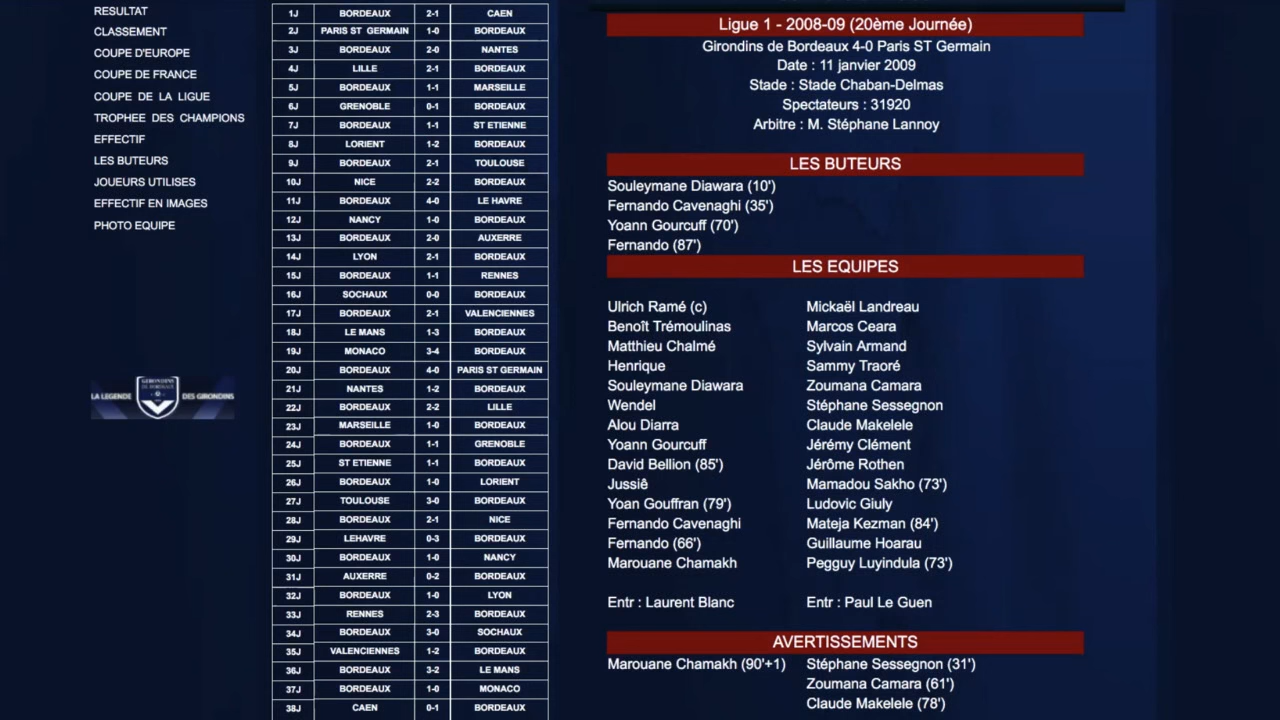 RESULTAT
CLASSEMENT
COUPE D'EUROPE
COUPE DE FRANCE
COUPE DE LA LIGUE
TROPHEE DES CHAMPIONS
EFFECTIF
LES BUTEURS
JOUEURS UTILISES
EFFECTIF EN IMAGES
PHOTO EQUIPE
LA LEGENDE GIRONDINS DE BORDEAUX DES GIRONDINS
1J BORDEAUX 2-1 CAEN
2J PARIS ST GERMAIN 1-0 BORDEAUX
3J BORDEAUX 2-0 NANTES
4J LILLE 2-1 BORDEAUX
5J BORDEAUX 1-1 MARSEILLE
6J GRENOBLE 0-1 BORDEAUX
7J BORDEAUX 1-1 ST ETIENNE
8J LORIENT 1-2 BORDEAUX
9J BORDEAUX 2-1 TOULOUSE
10J NICE 2-2 BORDEAUX
11J BORDEAUX 4-0 LE HAVRE
12J NANCY 1-0 BORDEAUX
13J BORDEAUX 2-0 AUXERRE
14J LYON 2-1 BORDEAUX
15J BORDEAUX 1-1 RENNES
16J SOCHAUX 0-0 BORDEAUX
17J BORDEAUX 2-1 VALENCIENNES
18J LE MANS 1-3 BORDEAUX
19J MONACO 3-4 BORDEAUX
20J BORDEAUX 4-0 PARIS ST GERMAIN
21J NANTES 1-2 BORDEAUX
22J BORDEAUX 2-2 LILLE
23J MARSEILLE 1-0 BORDEAUX
24J BORDEAUX 1-1 GRENOBLE
25J ST ETIENNE 1-1 BORDEAUX
26J BORDEAUX 1-0 LORIENT
27J TOULOUSE 3-0 BORDEAUX
28J BORDEAUX 2-1 NICE
29J LEHAVRE 0-3 BORDEAUX
30J BORDEAUX 1-0 NANCY
31J AUXERRE 0-2 BORDEAUX
32J BORDEAUX 1-0 LYON
33J RENNES 2-3 BORDEAUX
34J BORDEAUX 3-0 SOCHAUX
35J VALENCIENNES 1-2 BORDEAUX
36J BORDEAUX 3-2 LE MANS
37J BORDEAUX 1-0 MONACO
38J CAEN 0-1 BORDEAUX
Ligue 1 - 2008-09 (20ème Journée)
Girondins de Bordeaux 4-0 Paris ST Germain
Date : 11 janvier 2009
Stade : Stade Chaban-Delmas
Spectateurs : 31920
Arbitre : M. Stéphane Lannoy
LES BUTEURS
Souleymane Diawara (10')
Fernando Cavenaghi (35')
Yoann Gourcuff (70')
Fernando (87')
LES EQUIPES
Ulrich Ramé (c) Mickaël Landreau
Benoît Trémoulinas Marcos Ceara
Matthieu Chalmé Sylvain Armand
Henrique Sammy Traoré
Souleymane Diawara Zoumana Camara
Wendel Stéphane Sessegnon
Alou Diarra Claude Makelele
Yoann Gourcuff Jérémy Clément
David Bellion (85') Jérôme Rothen
Jussiê Mamadou Sakho (73')
Yoan Gouffran (79') Ludovic Giuly
Fernando Cavenaghi Mateja Kezman (84')
Fernando (66') Guillaume Hoarau
Marouane Chamakh Pegguy Luyindula (73')
Entr : Laurent Blanc Entr : Paul Le Guen
AVERTISSEMENTS
Marouane Chamakh (90'+1) Stéphane Sessegnon (31')
Zoumana Camara (61')
Claude Makelele (78')